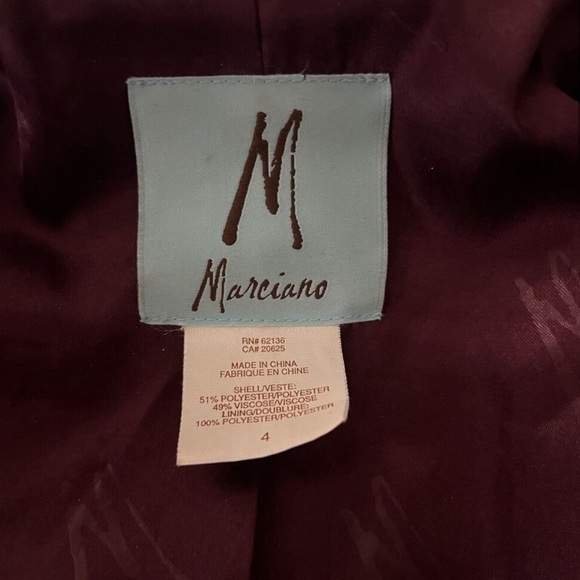 M
Marciano
RN# 62136
CA# 20625
MADE IN CHINA
FABRIQUE EN CHINE
SHELL/VESTE:
51% POLYESTER/POLYESTER
49% VISCOSE/VISCOSE
LINING/DOUBLURE:
100% POLYESTER/POLYESTER
4